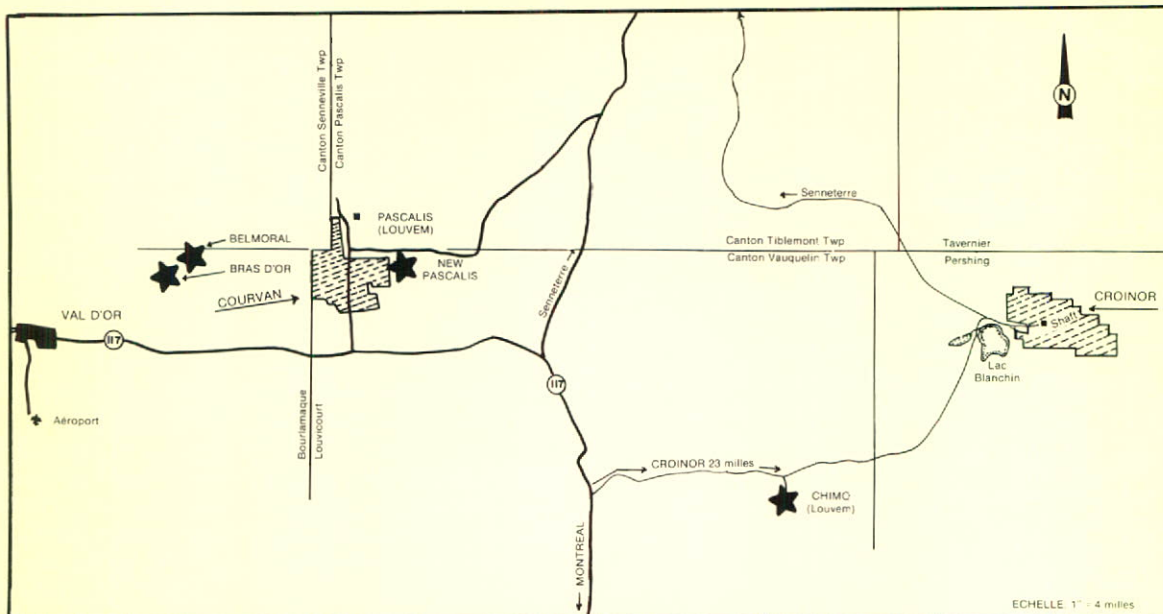 Canton Senneville Twp
Canton Pascalis Twp
N
Senneterre
PASCALIS
(LOUVEM)
BELMORAL
BRAS D'OR
NEW
PASCALIS
Canton Tiblemont Twp
Canton Vauquelin Twp
Tavernier
Pershing
COURVAN
Senneterre
CROINOR
Shaft
VAL D'OR
117
Lac
Blanchin
117
Aéroport
Bourlamaque
Louvicourt
CROINOR 23 milles
CHIMO
(Louvem)
MONTREAL
ECHELLE: 1" = 4 milles